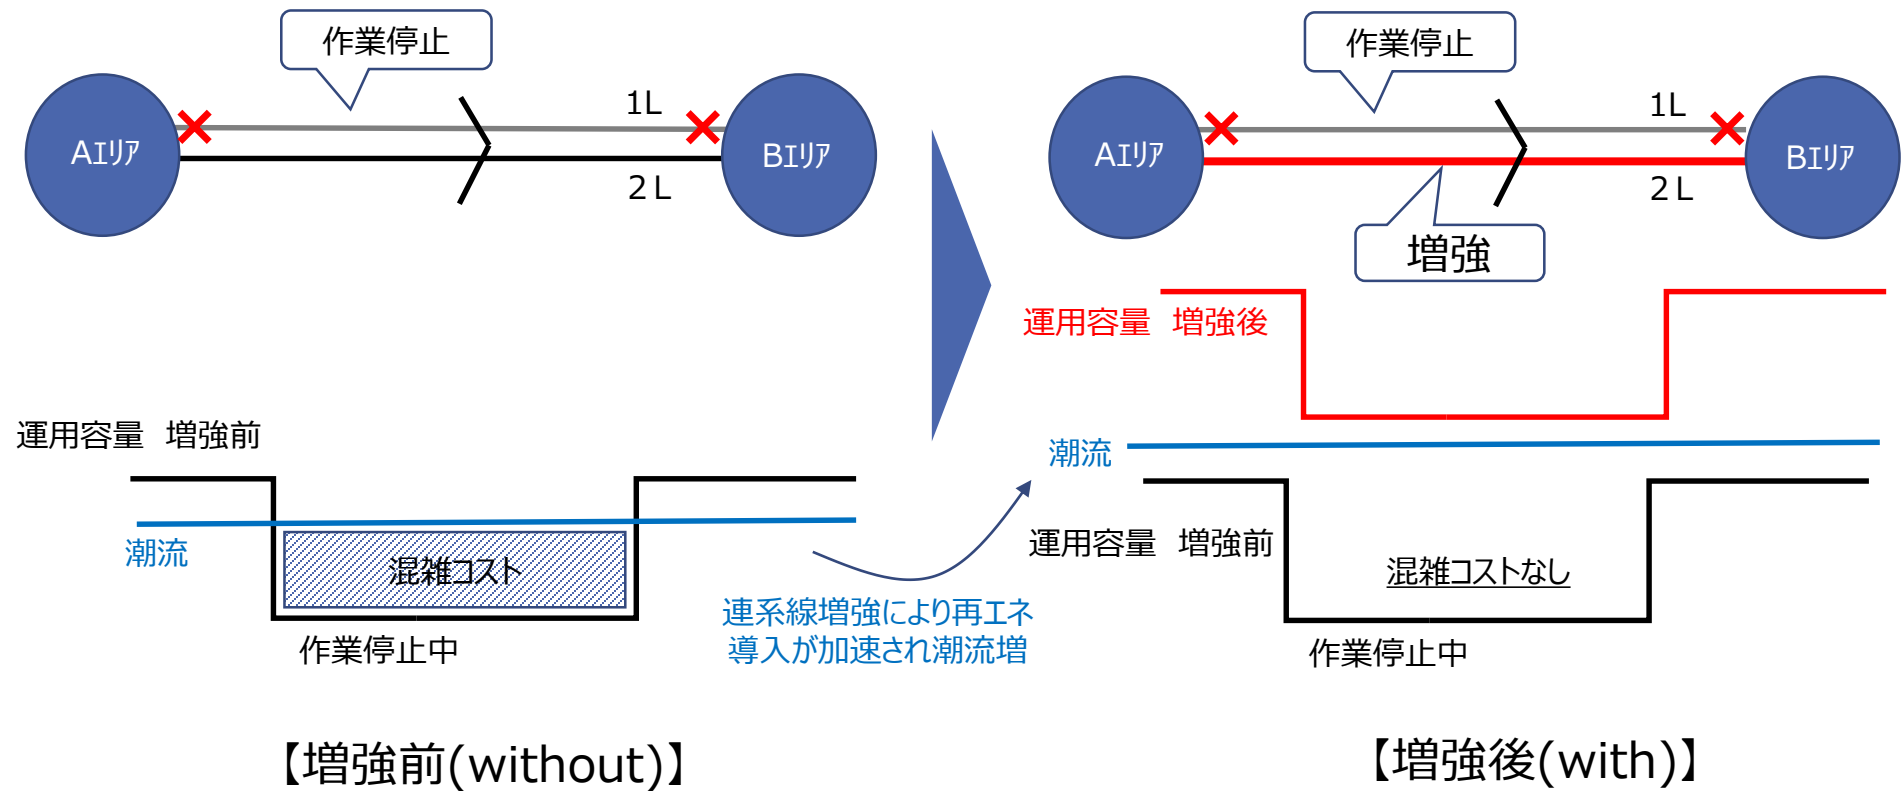 作業停止
1L
Aエリア
Bエリア
2L
運用容量　増強前
潮流
混雑コスト
作業停止中
連系線増強により再エネ
導入が加速され潮流増
【増強前(without)】
作業停止
1L
Aエリア
Bエリア
2L
増強
運用容量　増強後
潮流
運用容量　増強前
混雑コストなし
作業停止中
【増強後(with)】